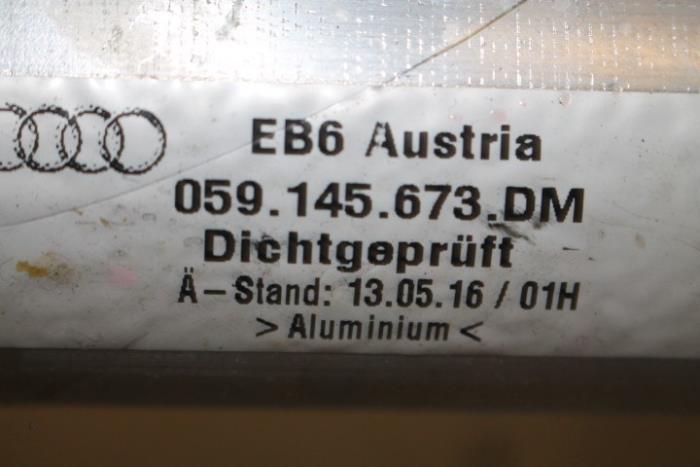 EB6 Austria
059.145.673.DM
Dichtgeprüft
Ä-Stand: 13.05.16 / 01H
> Aluminium <